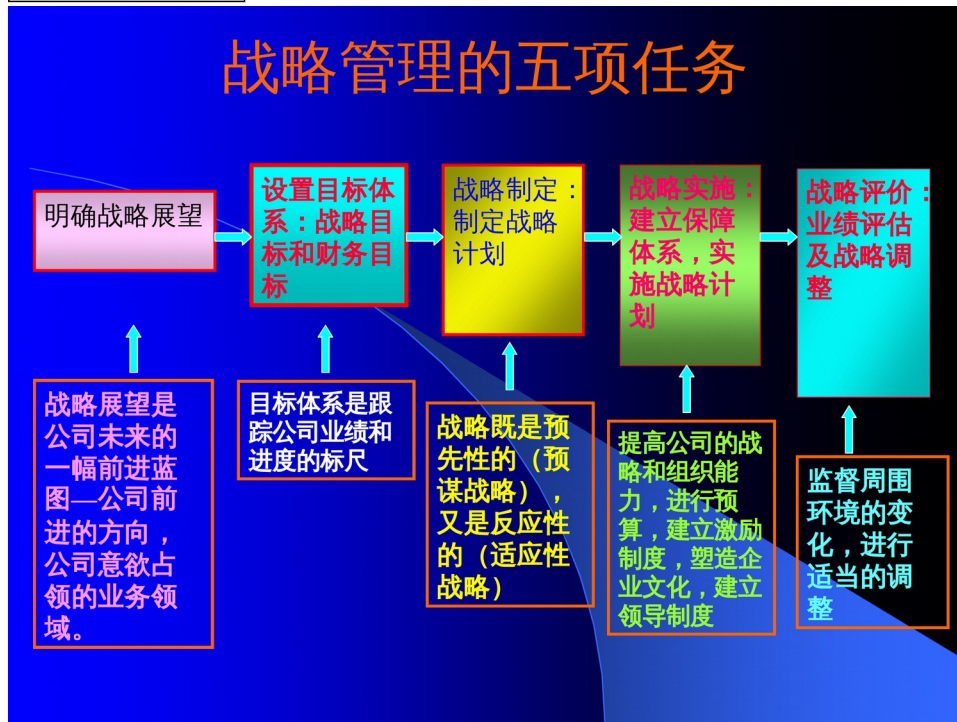 战略管理的五项任务
明确战略展望
设置目标体
系：战略目
标和财务目
标
战略制定：
制定战略
计划
战略实施：
建立保障
体系，实
施战略计
划
战略评价：
业绩评估
及战略调
整
战略展望是
公司未来的
一幅前进蓝
图—公司前
进的方向，
公司意欲占
领的业务领
域。
目标体系是跟
踪公司业绩和
进度的标尺
战略既是预
先性的（预
谋战略），
又是反应性
的（适应性
战略）
提高公司的战
略和组织能
力，进行预
算，建立激励
制度，塑造企
业文化，建立
领导制度
监督周围
环境的变
化，进行
适当的调
整